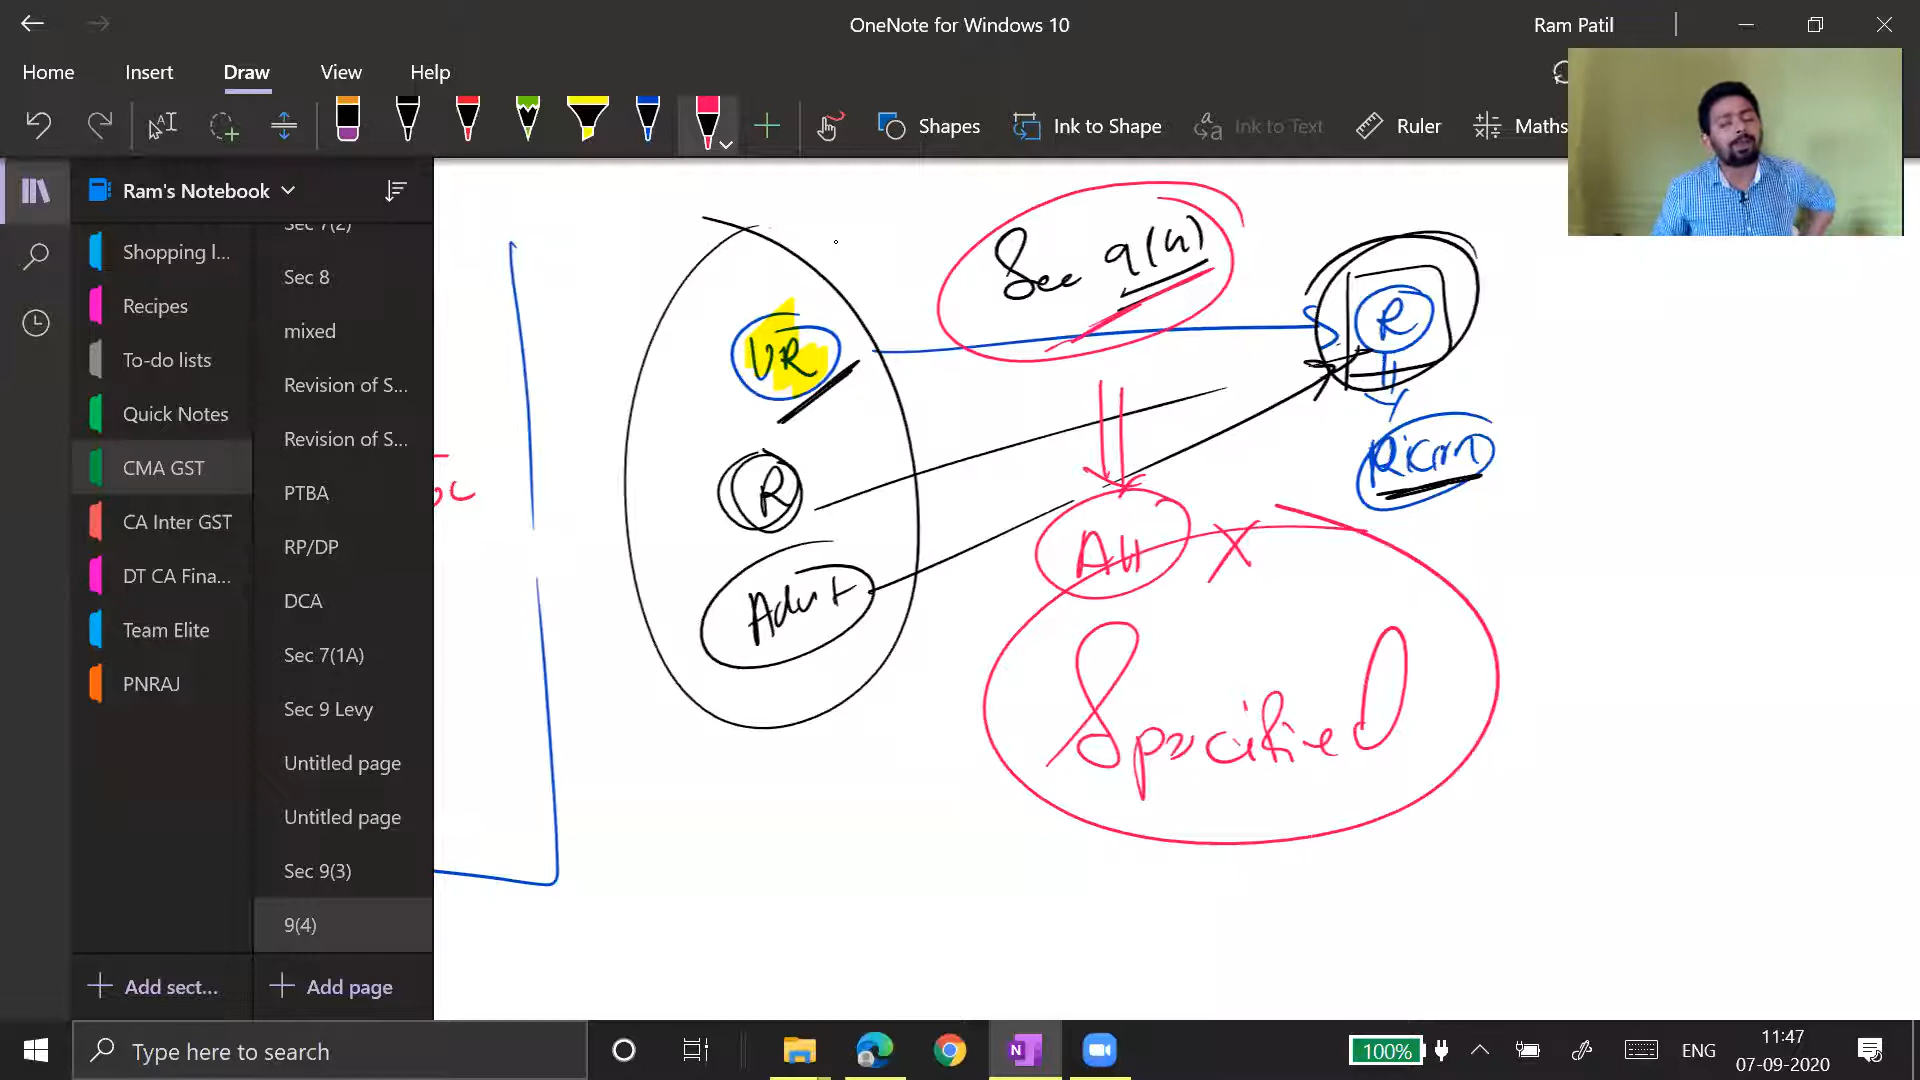 OneNote for Windows 10
Ram Patil
Home
Insert
Draw
View
Help
Shapes
Ink to Shape
Ink to Text
Ruler
Maths
Ram's Notebook
Shopping l...
Recipes
To-do lists
Quick Notes
CMA GST
CA Inter GST
DT CA Fina...
Team Elite
PNRAJ
Add sect...
Sec 7(2)
Sec 8
mixed
Revision of S...
Revision of S...
PTBA
RP/DP
DCA
Sec 7(1A)
Sec 9 Levy
Untitled page
Untitled page
Sec 9(3)
9(4)
Add page
Sec 9(4)
UR
R
R
RCM
All
Specified
Type here to search
100%
ENG
11:47
07-09-2020